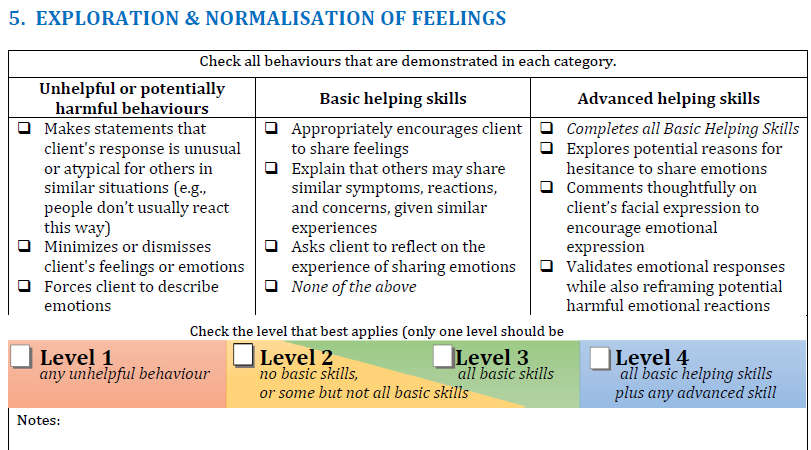 5. EXPLORATION & NORMALISATION OF FEELINGS
Check all behaviours that are demonstrated in each category.
Unhelpful or potentially
harmful behaviours
Makes statements that
client's response is unusual
or atypical for others in
similar situations (e.g.,
people don't usually react
this way)
Minimizes or dismisses
client's feelings or emotions
Forces client to describe
emotions
Basic helping skills
Appropriately encourages client
to share feelings
Explain that others may share
similar symptoms, reactions,
and concerns, given similar
experiences
Asks client to reflect on the
experience of sharing emotions
None of the above
Advanced helping skills
Completes all Basic Helping Skills
Explores potential reasons for
hesitance to share emotions
Comments thoughtfully on
client's facial expression to
encourage emotional
expression
Validates emotional responses
while also reframing potential
harmful emotional reactions
Check the level that best applies (only one level should be
Level 1
any unhelpful behaviour
Level 2
no basic skills,
or some but not all basic skills
Level 3
all basic skills
Level 4
all basic helping skills
plus any advanced skill
Notes: